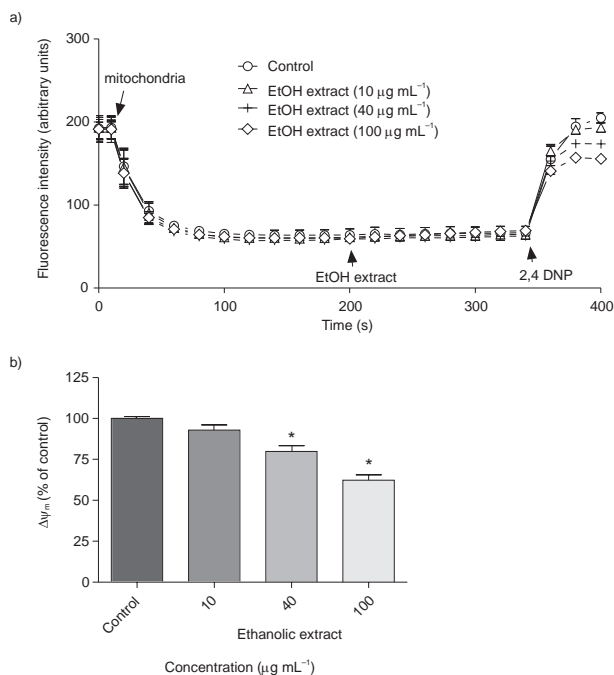 a)
300
200
100
0
Fluorescence intensity (arbitrary units)
mitochondria
Control
EtOH extract (10 μg mL⁻¹)
EtOH extract (40 μg mL⁻¹)
EtOH extract (100 μg mL⁻¹)
EtOH extract
2,4 DNP
0 100 200 300 400
Time (s)
b)
125
100
75
50
25
0
Δψm (% of control)
* *
Control 10 40 100
Ethanolic extract
Concentration (μg mL⁻¹)